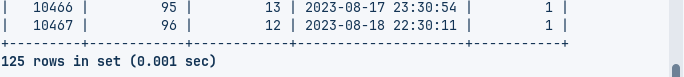 |   10466 |         95 |         13 | 2023-08-17 23:30:54 |         1 |
|   10467 |         96 |         12 | 2023-08-18 22:30:11 |         1 |
+---------+------------+------------+---------------------+-----------+
125 rows in set (0.001 sec)